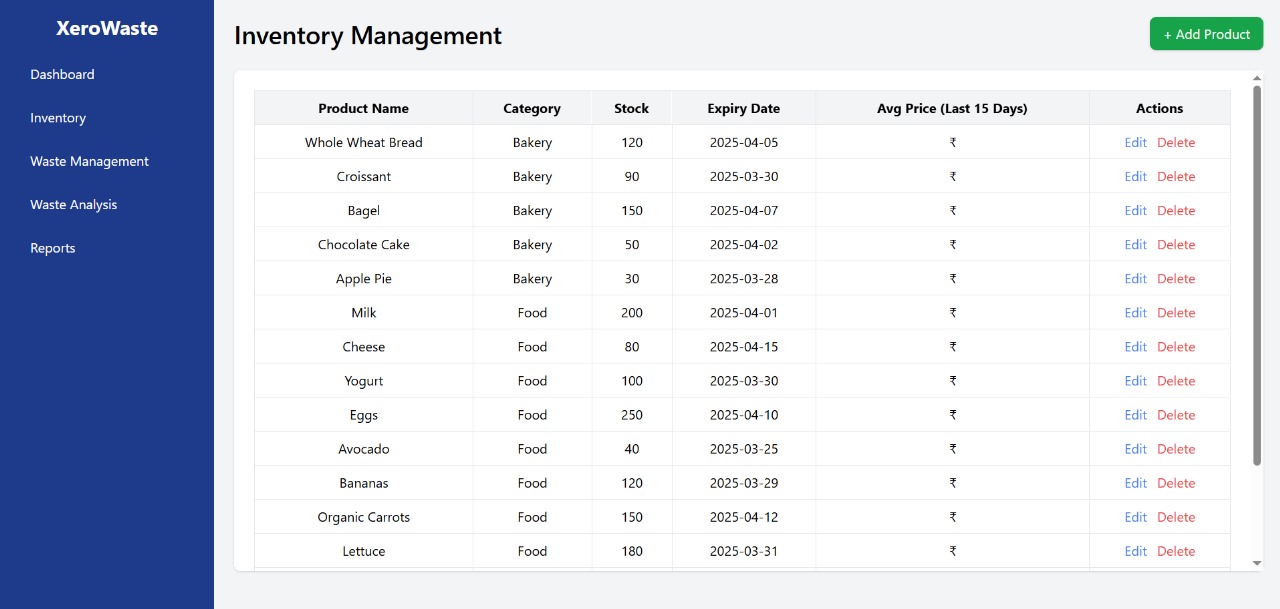 XeroWaste
Dashboard
Inventory
Waste Management
Waste Analysis
Reports
Inventory Management
+ Add Product
Product Name Category Stock Expiry Date Avg Price (Last 15 Days) Actions
Whole Wheat Bread Bakery 120 2025-04-05 ₹ Edit Delete
Croissant Bakery 90 2025-03-30 ₹ Edit Delete
Bagel Bakery 150 2025-04-07 ₹ Edit Delete
Chocolate Cake Bakery 50 2025-04-02 ₹ Edit Delete
Apple Pie Bakery 30 2025-03-28 ₹ Edit Delete
Milk Food 200 2025-04-01 ₹ Edit Delete
Cheese Food 80 2025-04-15 ₹ Edit Delete
Yogurt Food 100 2025-03-30 ₹ Edit Delete
Eggs Food 250 2025-04-10 ₹ Edit Delete
Avocado Food 40 2025-03-25 ₹ Edit Delete
Bananas Food 120 2025-03-29 ₹ Edit Delete
Organic Carrots Food 150 2025-04-12 ₹ Edit Delete
Lettuce Food 180 2025-03-31 ₹ Edit Delete